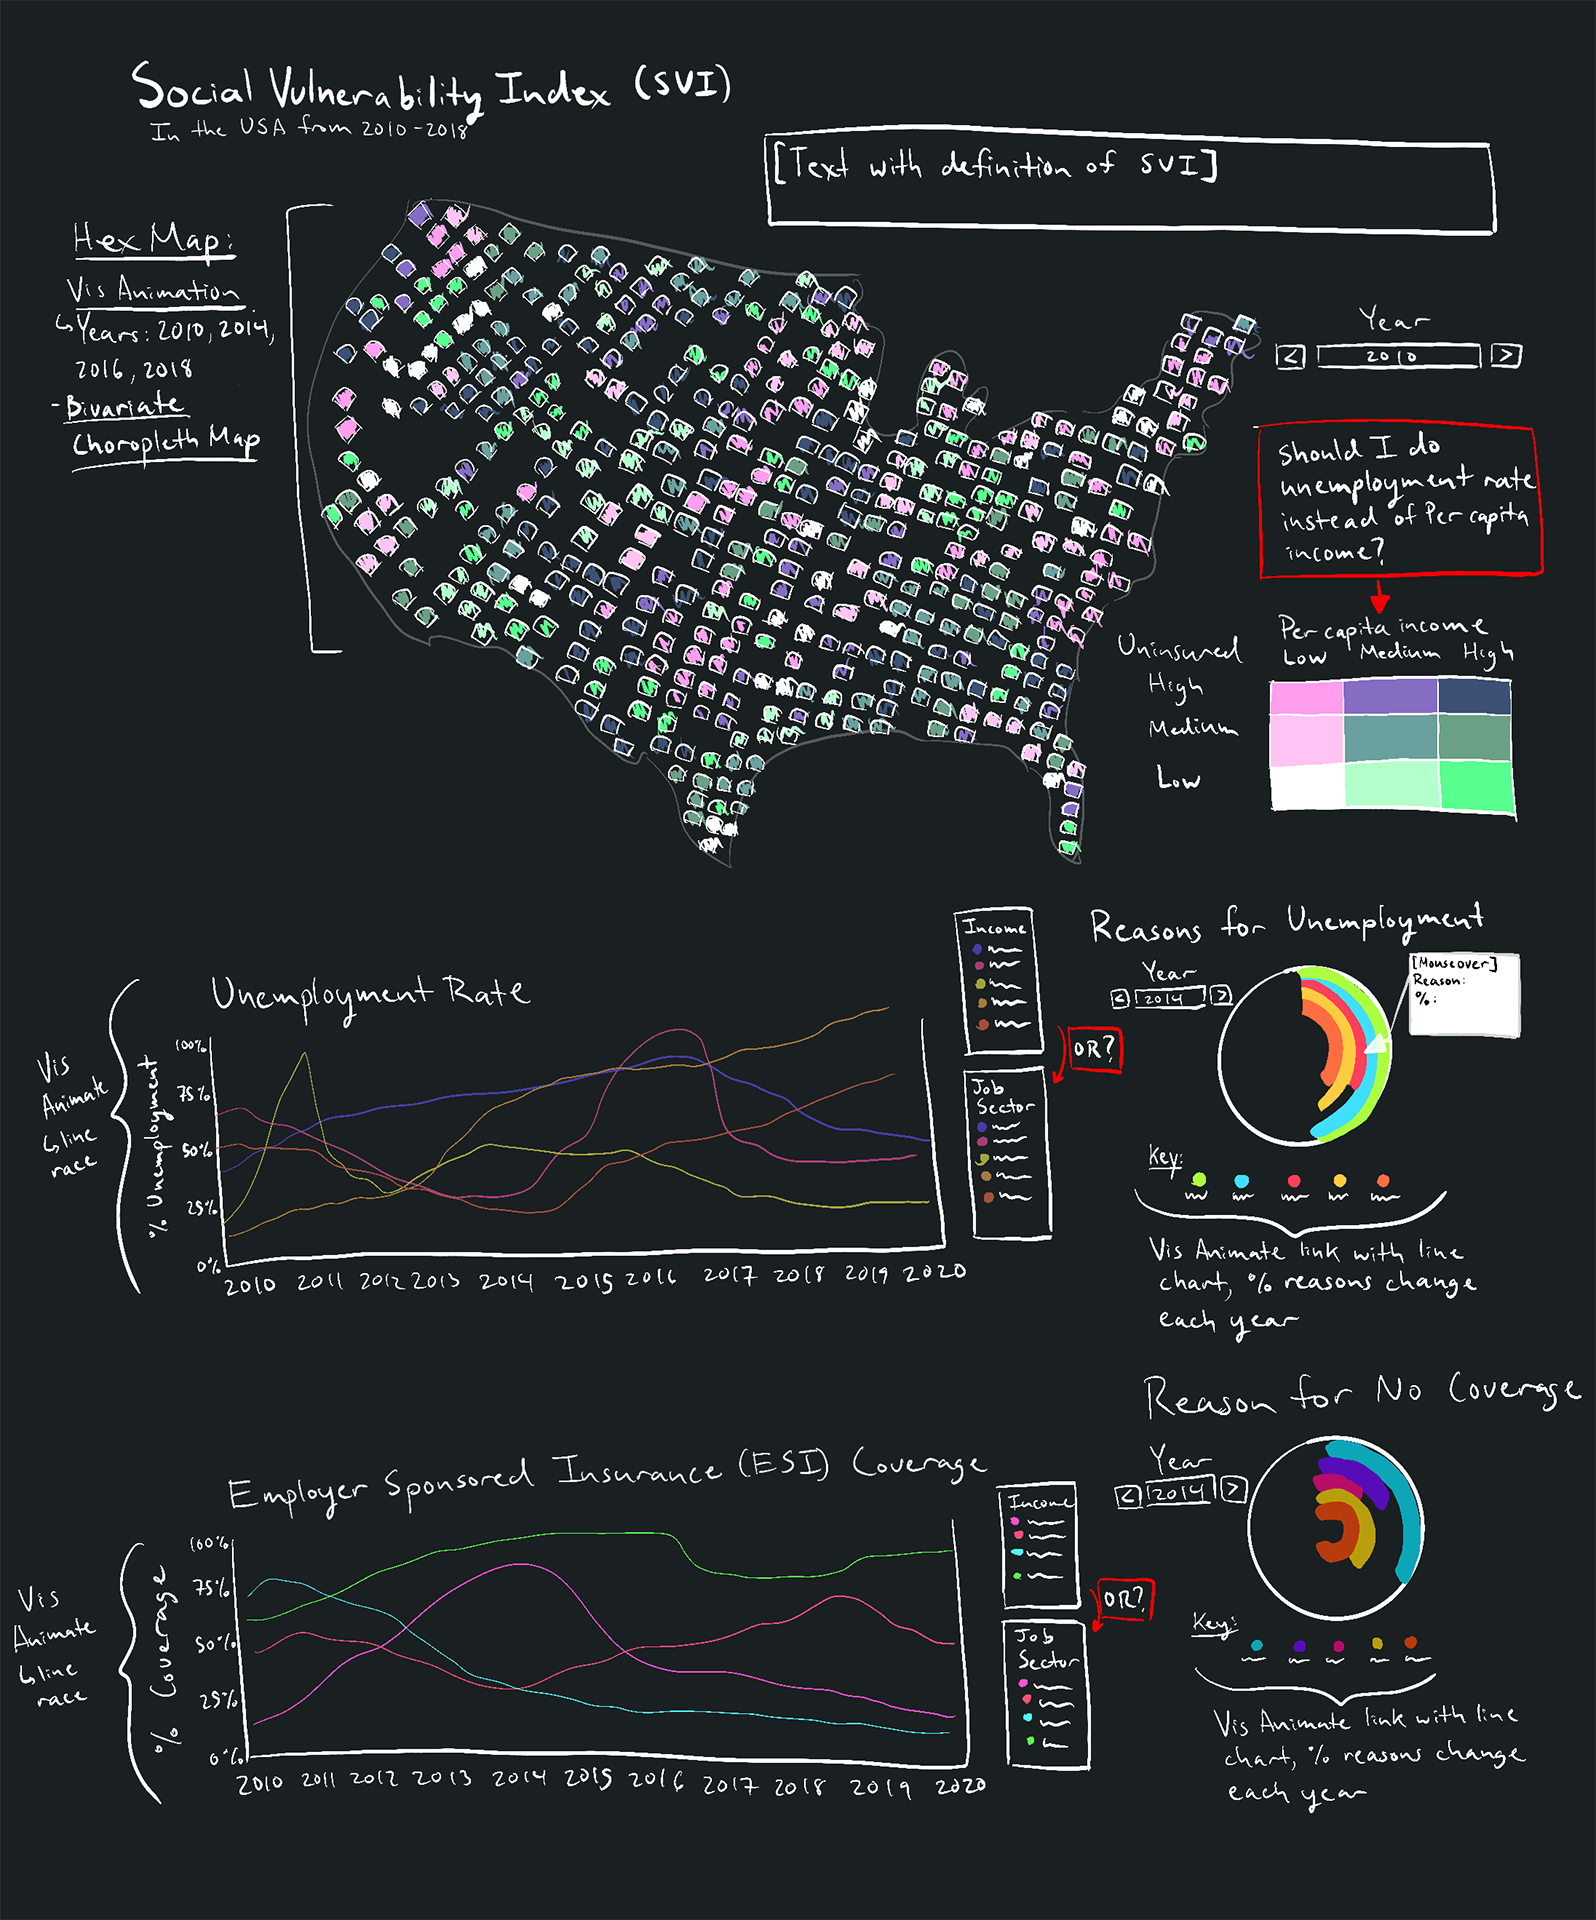 Social Vulnerability Index (SVI)
In the USA from 2010-2018
[Text with definition of SVI]
Hex Map:
Vis Animation
↳Years: 2010, 2014,
2016, 2018
-Bivariate
Choropleth Map
Year
< 2010 >
Should I do
unemployment rate
instead of Per capita
income?
Per capita income
Low Medium High
Uninsured
High
Medium
Low
Unemployment Rate
Vis
Animate
↳line
race
% Unemployment
100%
75%
50%
25%
0%
2010 2011 2012 2013 2014 2015 2016 2017 2018 2019 2020
Income
OR?
Job
Sector
Reasons for Unemployment
Year
< 2014 >
[Mouseover]
Reason:
%:
Key:
Vis Animate link with line
chart, % reasons change
each year
Employer Sponsored Insurance (ESI) Coverage
Vis
Animate
↳line
race
% Coverage
100%
75%
50%
25%
0%
2010 2011 2012 2013 2014 2015 2016 2017 2018 2019 2020
Income
OR?
Job
Sector
Reason for No Coverage
Year
< 2014 >
Key:
Vis Animate link with line
chart, % reasons change
each year